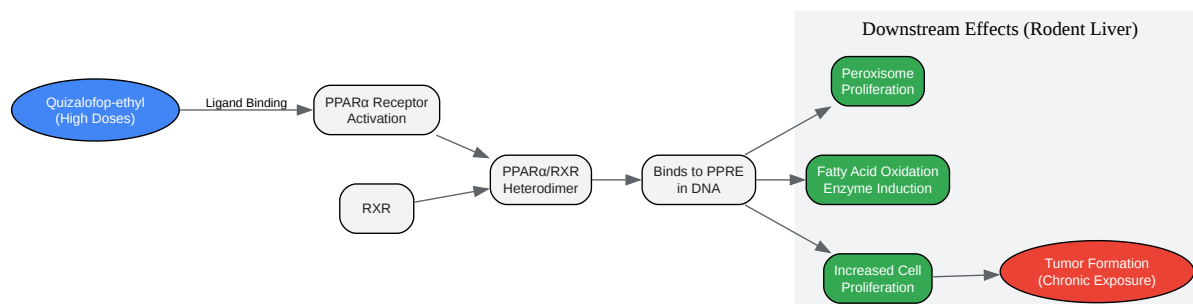 Downstream Effects (Rodent Liver)
Quizalofop-ethyl
(High Doses)
Ligand Binding
PPARα Receptor
Activation
RXR
PPARα/RXR
Heterodimer
Binds to PPRE
in DNA
Peroxisome
Proliferation
Fatty Acid Oxidation
Enzyme Induction
Increased Cell
Proliferation
Tumor Formation
(Chronic Exposure)